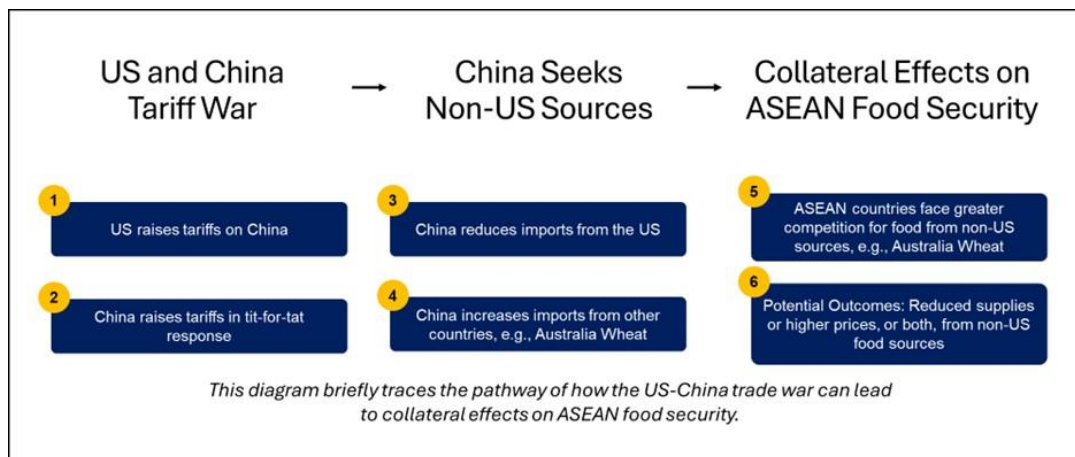 US and China
Tariff War
China Seeks
Non-US Sources
Collateral Effects on
ASEAN Food Security
1
US raises tariffs on China
2
China raises tariffs in tit-for-tat
response
3
China reduces imports from the US
4
China increases imports from other
countries, e.g., Australia Wheat
5
ASEAN countries face greater
competition for food from non-US
sources, e.g., Australia Wheat
6
Potential Outcomes: Reduced supplies
or higher prices, or both, from non-US
food sources
This diagram briefly traces the pathway of how the US-China trade war can lead
to collateral effects on ASEAN food security.